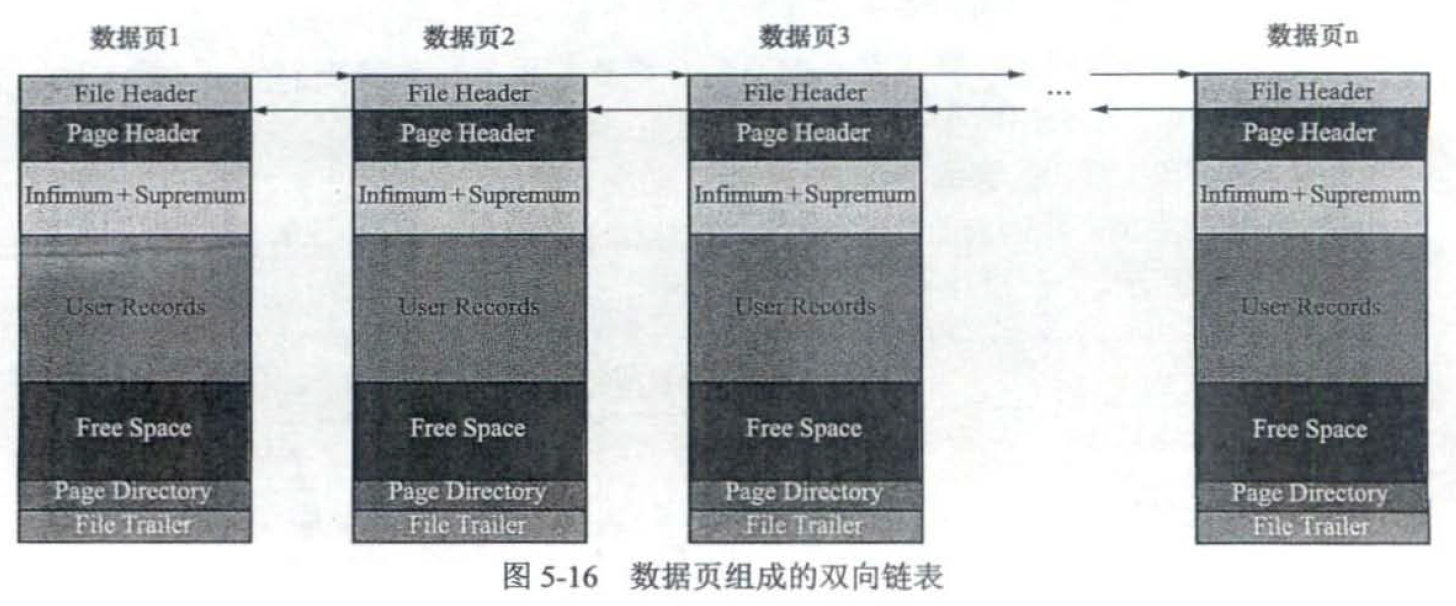 数据页1 数据页2 数据页3 数据页n
File Header File Header File Header ... File Header
Page Header Page Header Page Header Page Header
Infimum+Supremum Infimum+Supremum Infimum+Supremum Infimum+Supremum
User Records User Records User Records User Records
Free Space Free Space Free Space Free Space
Page Directory Page Directory Page Directory Page Directory
File Trailer File Trailer File Trailer File Trailer
图 5-16 数据页组成的双向链表